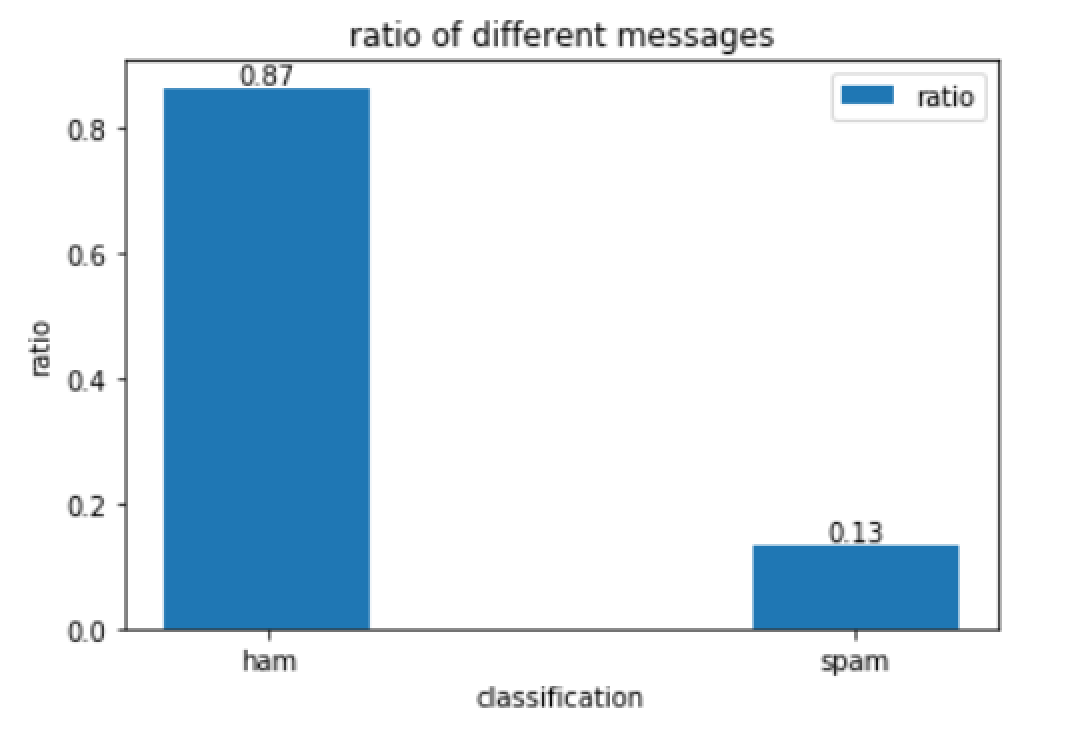 ratio of different messages
0.87
ratio
0.8
0.6
0.4
0.2
0.0
ratio
0.13
ham
spam
classification